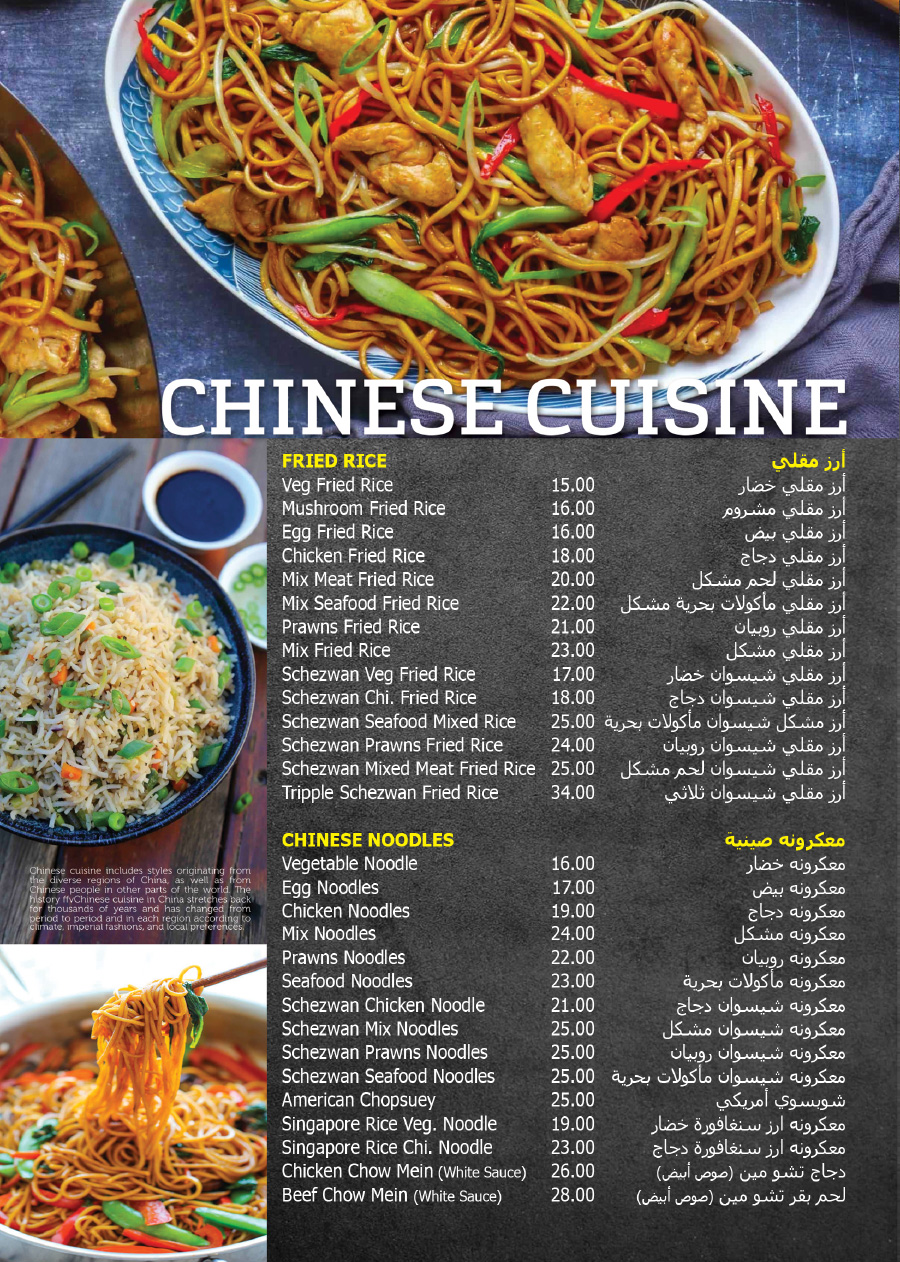 CHINESE CUISINE
FRIED RICE 							أرز مقلي
Veg Fried Rice 15.00 أرز مقلي خضار
Mushroom Fried Rice 16.00 أرز مقلي مشروم
Egg Fried Rice 16.00 أرز مقلي بيض
Chicken Fried Rice 18.00 أرز مقلي دجاج
Mix Meat Fried Rice 20.00 أرز مقلي لحم مشكل
Mix Seafood Fried Rice 22.00 أرز مقلي مأكولات بحرية مشكل
Prawns Fried Rice 21.00 أرز مقلي روبيان
Mix Fried Rice 23.00 أرز مقلي مشكل
Schezwan Veg Fried Rice 17.00 أرز مقلي شيسوان خضار
Schezwan Chi. Fried Rice 18.00 أرز مقلي شيسوان دجاج
Schezwan Seafood Mixed Rice 25.00 أرز مشكل شيسوان مأكولات بحرية
Schezwan Prawns Fried Rice 24.00 أرز مقلي شيسوان روبيان
Schezwan Mixed Meat Fried Rice 25.00 أرز مقلي شيسوان لحم مشكل
Tripple Schezwan Fried Rice 34.00 أرز مقلي شيسوان ثلاثي
CHINESE NOODLES معكرونه صينية
Vegetable Noodle 16.00 معكرونه خضار
Egg Noodles 17.00 معكرونه بيض
Chicken Noodles 19.00 معكرونه دجاج
Mix Noodles 24.00 معكرونه مشكل
Prawns Noodles 22.00 معكرونه روبيان
Seafood Noodles 23.00 معكرونه مأكولات بحرية
Schezwan Chicken Noodle 21.00 معكرونه شيسوان دجاج
Schezwan Mix Noodles 25.00 معكرونه شيسوان مشكل
Schezwan Prawns Noodles 25.00 معكرونه شيسوان روبيان
Schezwan Seafood Noodles 25.00 معكرونه شيسوان مأكولات بحرية
American Chopsuey 25.00 شوبسوي أمريكي
Singapore Rice Veg. Noodle 19.00 معكرونه ارز سنغافورة خضار
Singapore Rice Chi. Noodle 23.00 معكرونه ارز سنغافورة دجاج
Chicken Chow Mein (White Sauce) 26.00 دجاج تشو مين (صوص أبيض)
Beef Chow Mein (White Sauce) 28.00 لحم بقر تشو مين (صوص أبيض)
Chinese cuisine includes styles originating from
the diverse regions of China, as well as from
Chinese people in other parts of the world. The
history ffvChinese cuisine in China stretches back
for thousands of years and has changed from
period to period and in each region according to
climate, imperial fashions, and local preferences.